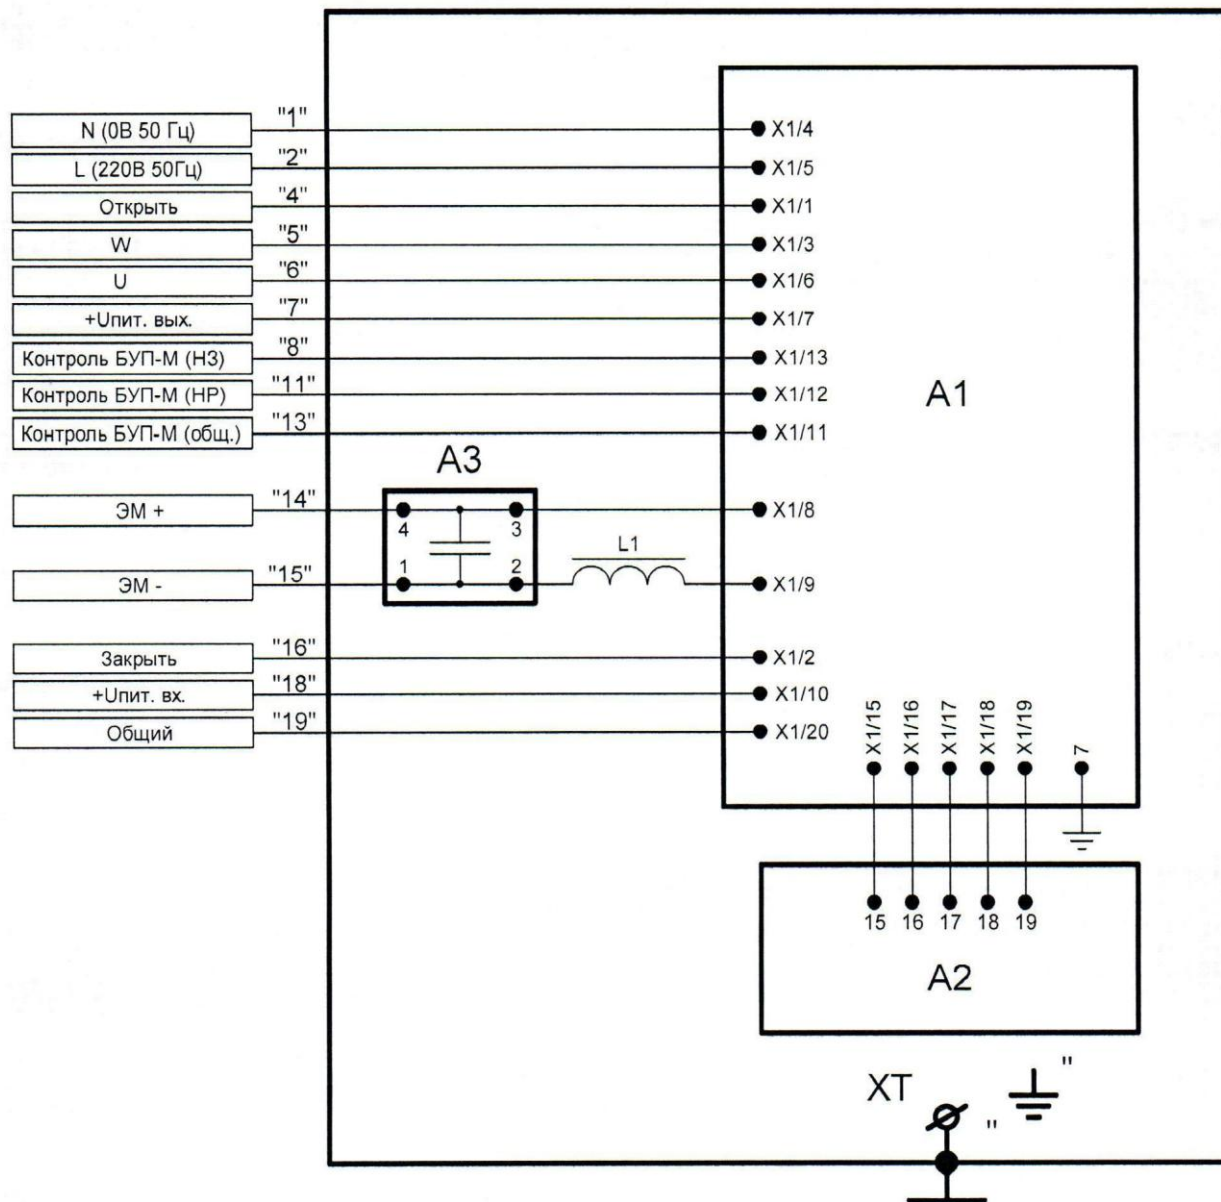 N (0В 50 Гц) "1" X1/4
L (220В 50Гц) "2" X1/5
Открыть "4" X1/1
W "5" X1/3
U "6" X1/6
+Uпит. вых. "7" X1/7
Контроль БУП-М (НЗ) "8" X1/13
Контроль БУП-М (НР) "11" X1/12
Контроль БУП-М (общ.) "13" X1/11
A1
A3
ЭМ + "14" 4 3 X1/8
L1
ЭМ - "15" 1 2 X1/9
Закрыть "16" X1/2
+Uпит. вх. "18" X1/10
Общий "19" X1/20
X1/15 X1/16 X1/17 X1/18 X1/19 7
15 16 17 18 19
A2
XT " "